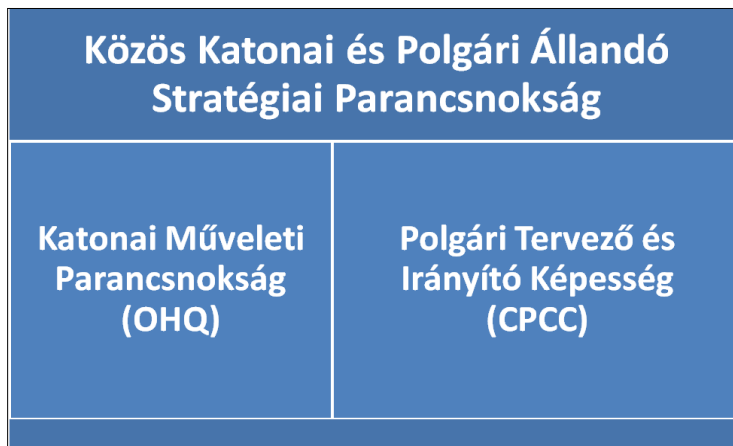 Közös Katonai és Polgári Állandó
Stratégiai Parancsnokság
Katonai Műveleti
Parancsnokság
(OHQ)
Polgári Tervező és
Irányító Képesség
(CPCC)